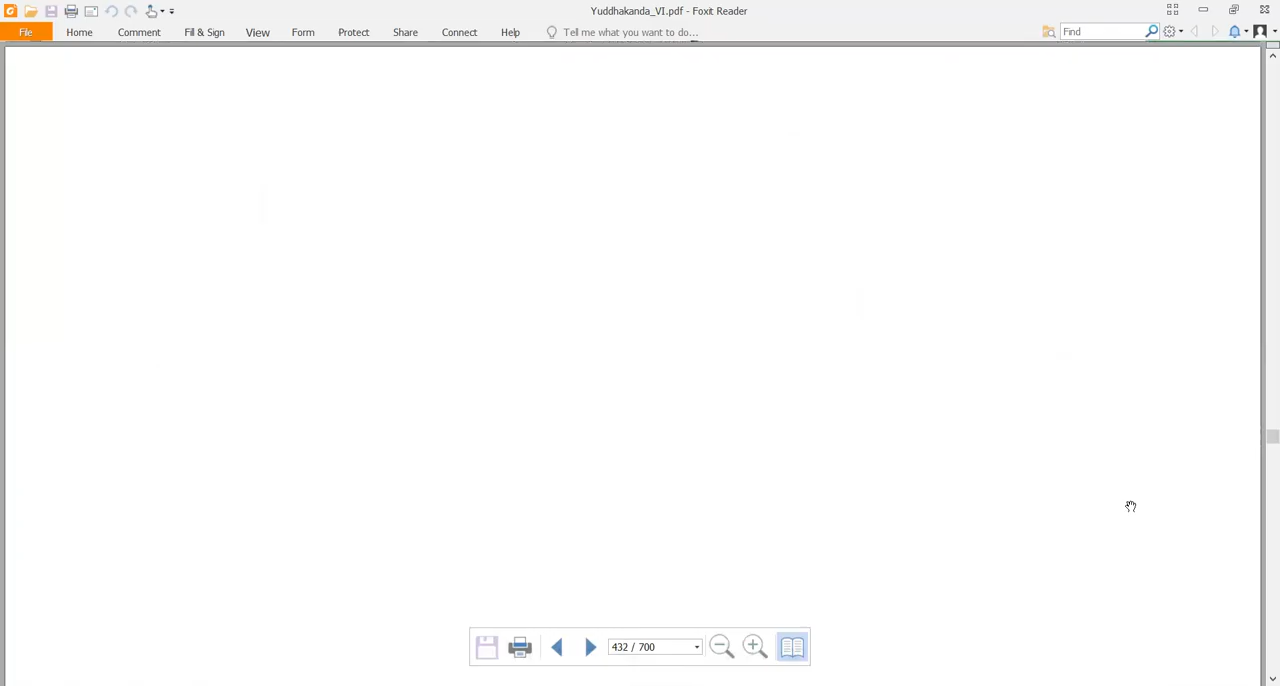 Yuddhakanda_VI.pdf - Foxit Reader
File Home Comment Fill & Sign View Form Protect Share Connect Help Tell me what you want to do... Find
432 / 700